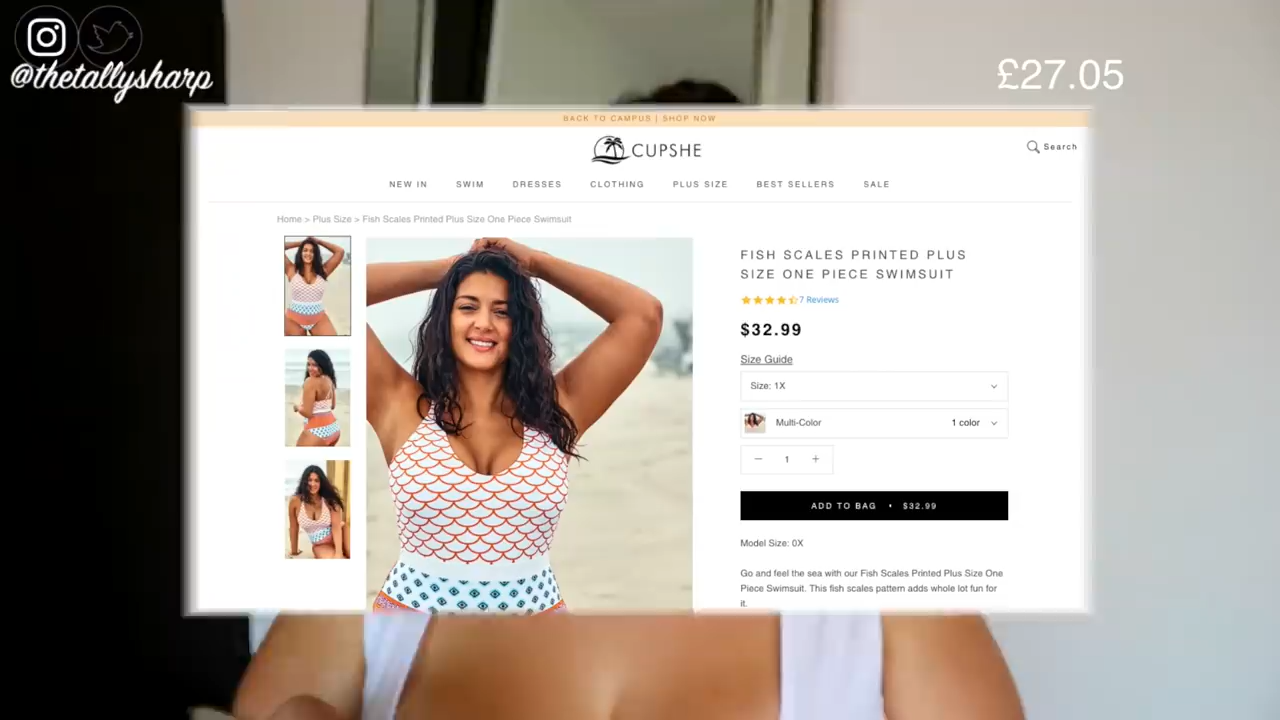 @thetallysharp
£27.05
BACK TO CAMPUS | SHOP NOW
CUPSHE
Search
NEW IN SWIM DRESSES CLOTHING PLUS SIZE BEST SELLERS SALE
Home > Plus Size > Fish Scales Printed Plus Size One Piece Swimsuit
FISH SCALES PRINTED PLUS
SIZE ONE PIECE SWIMSUIT
7 Reviews
$32.99
Size Guide
Size: 1X
Multi-Color 1 color
− 1 +
ADD TO BAG • $32.99
Model Size: 0X
Go and feel the sea with our Fish Scales Printed Plus Size One
Piece Swimsuit. This fish scales pattern adds whole lot fun for
it.